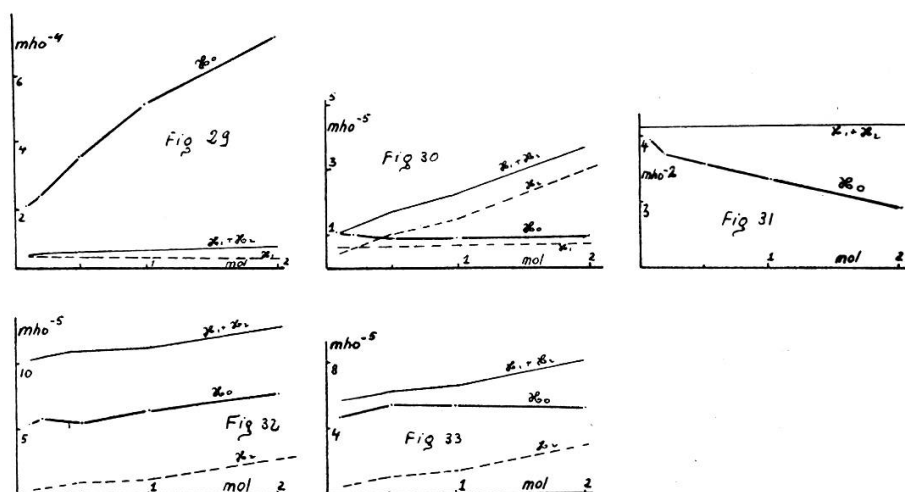 mho⁻⁴
6
4
2
ϰ₀
Fig 29
ϰ₁+ϰ₂
ϰ₁
1
mol
2
5
mho⁻⁵
3
1
Fig 30
ϰ₁+ϰ₂
ϰ₂
ϰ₀
ϰ₁
1
mol
2
4
mho⁻²
3
ϰ₁+ϰ₂
ϰ₀
Fig 31
1
mol
2
mho⁻⁵
10
5
ϰ₁+ϰ₂
ϰ₀
Fig 32
ϰ₂
1
mol
2
mho⁻⁵
8
4
ϰ₁+ϰ₂
ϰ₀
Fig 33
ϰ₂
1
mol
2